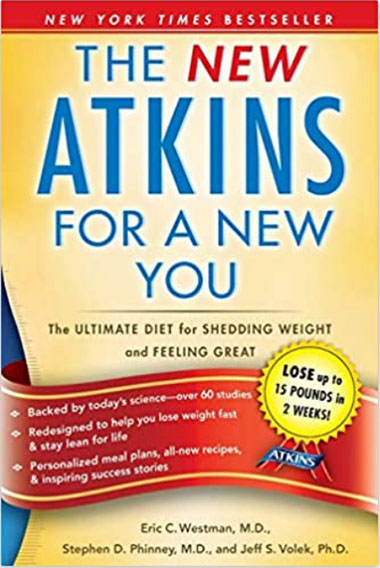 NEW YORK TIMES BESTSELLER
THE NEW
ATKINS
FOR A NEW
YOU
The ULTIMATE DIET for SHEDDING WEIGHT
and FEELING GREAT
LOSE up to
15 POUNDS in
2 WEEKS!
Backed by today's science—over 60 studies
Redesigned to help you lose weight fast
& stay lean for life
Personalized meal plans, all-new recipes,
& inspiring success stories
ATKINS
Eric C. Westman, M.D.,
Stephen D. Phinney, M.D., and Jeff S. Volek, Ph.D.